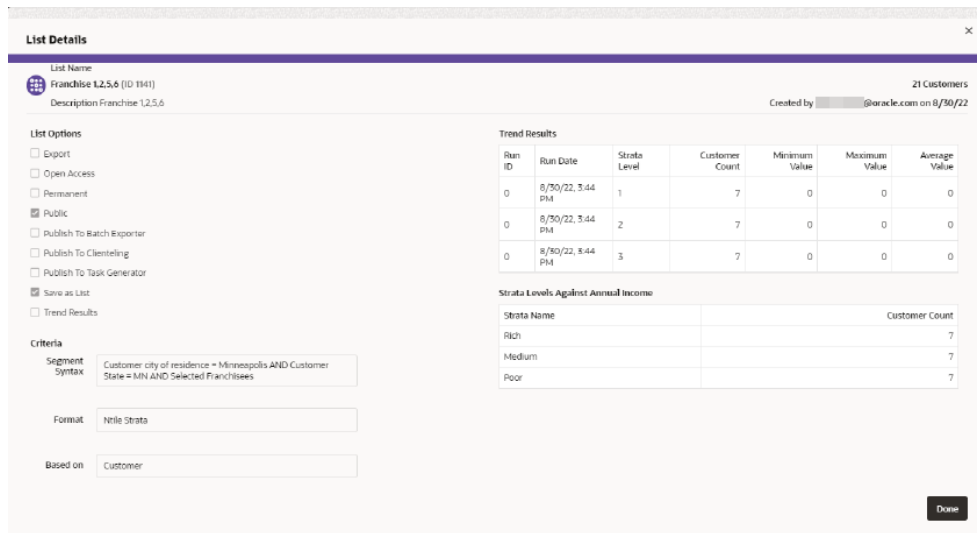 List Details
List Name
Franchise 1,2,5,6 (ID 1141)
Description Franchise 1,2,5,6
21 Customers
Created by @oracle.com on 8/30/22
List Options
Export
Open Access
Permanent
Public
Publish To Batch Exporter
Publish To Clienteling
Publish To Task Generator
Save as List
Trend Results
Criteria
Segment Syntax
Customer city of residence = Minneapolis AND Customer
State = MN AND Selected Franchisees
Format
Ntile Strata
Based on
Customer
Trend Results
Run ID Run Date Strata Level Customer Count Minimum Value Maximum Value Average Value
0 8/30/22, 3:44 PM 1 7 0 0 0
0 8/30/22, 3:44 PM 2 7 0 0 0
0 8/30/22, 3:44 PM 3 7 0 0 0
Strata Levels Against Annual Income
Strata Name Customer Count
Rich 7
Medium 7
Poor 7
Done